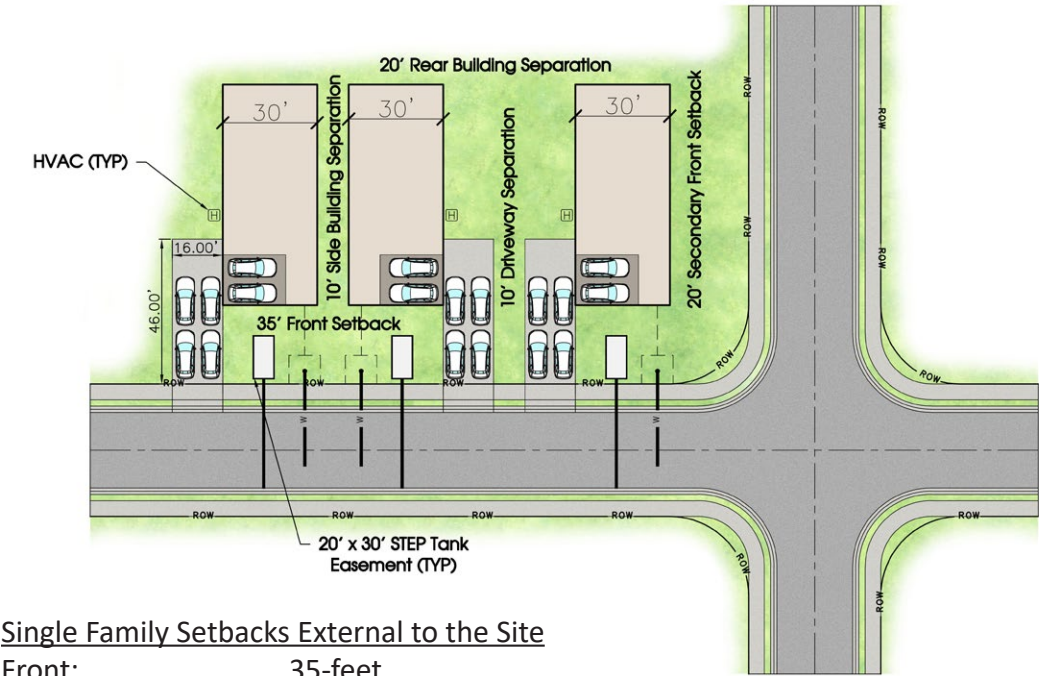 20' Rear Building Separation
HVAC (TYP)
30'
10' Side Building Separation
30'
10' Driveway Separation
30'
20' Secondary Front Setback
ROW
ROW
ROW
ROW
H
H
H
16.00'
46.00'
35' Front Setback
ROW
ROW
ROW
ROW
ROW
W
W
W
ROW
ROW
ROW
ROW
ROW
ROW
ROW
20' x 30' STEP Tank
Easement (TYP)
Single Family Setbacks External to the Site
Front: 35-feet